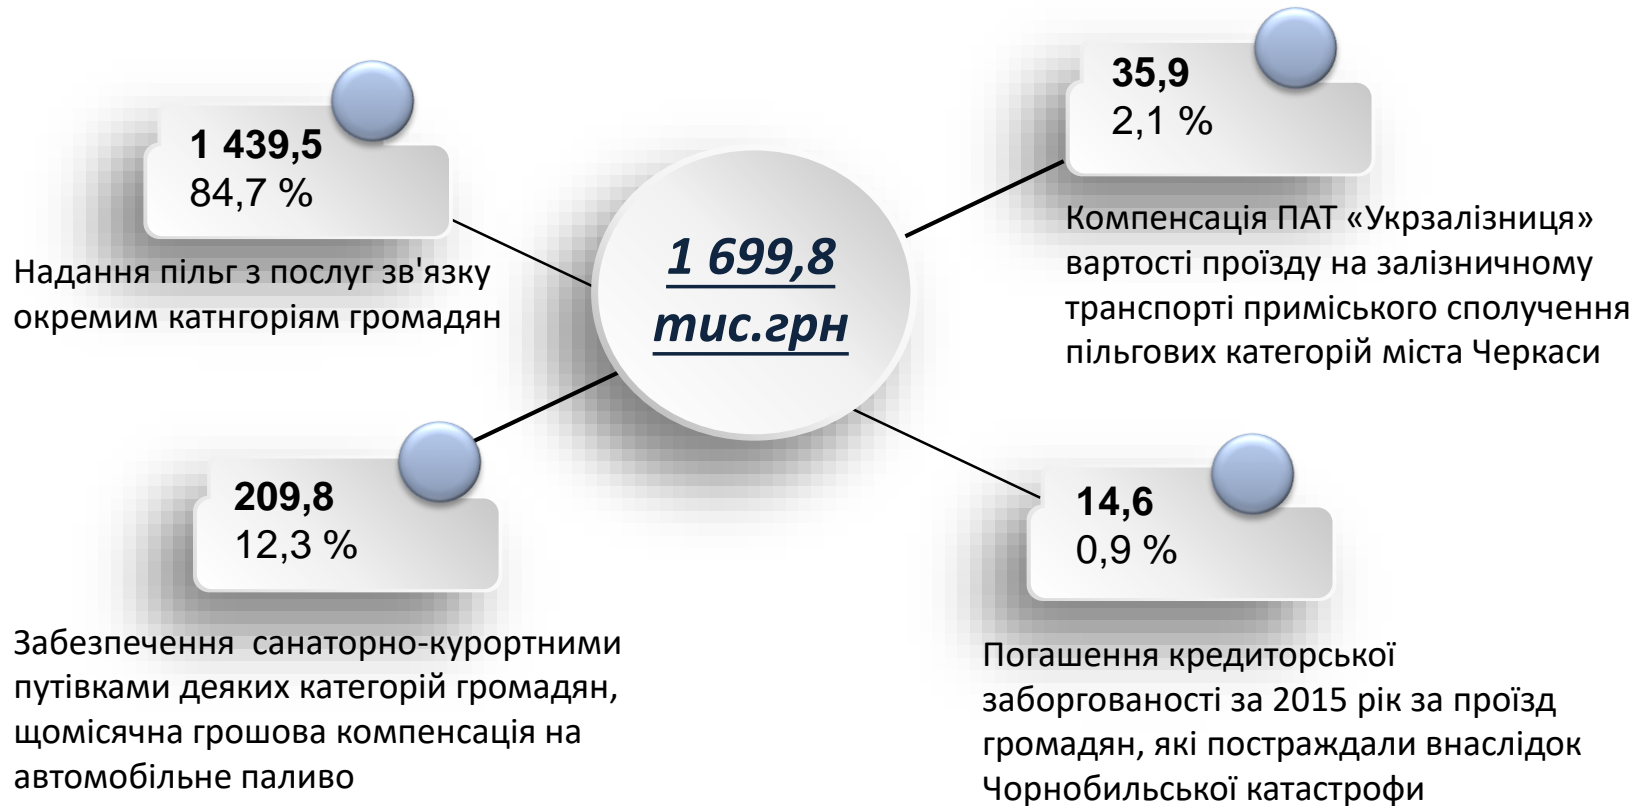 1 439,5
84,7 %
Надання пільг з послуг зв'язку
окремим катнгоріям громадян
35,9
2,1 %
Компенсація ПАТ «Укрзалізниця»
вартості проїзду на залізничному
транспорті приміського сполучення
пільгових категорій міста Черкаси
1 699,8
тис.грн
209,8
12,3 %
Забезпечення санаторно-курортними
путівками деяких категорій громадян,
щомісячна грошова компенсація на
автомобільне паливо
14,6
0,9 %
Погашення кредиторської
заборгованості за 2015 рік за проїзд
громадян, які постраждали внаслідок
Чорнобильської катастрофи